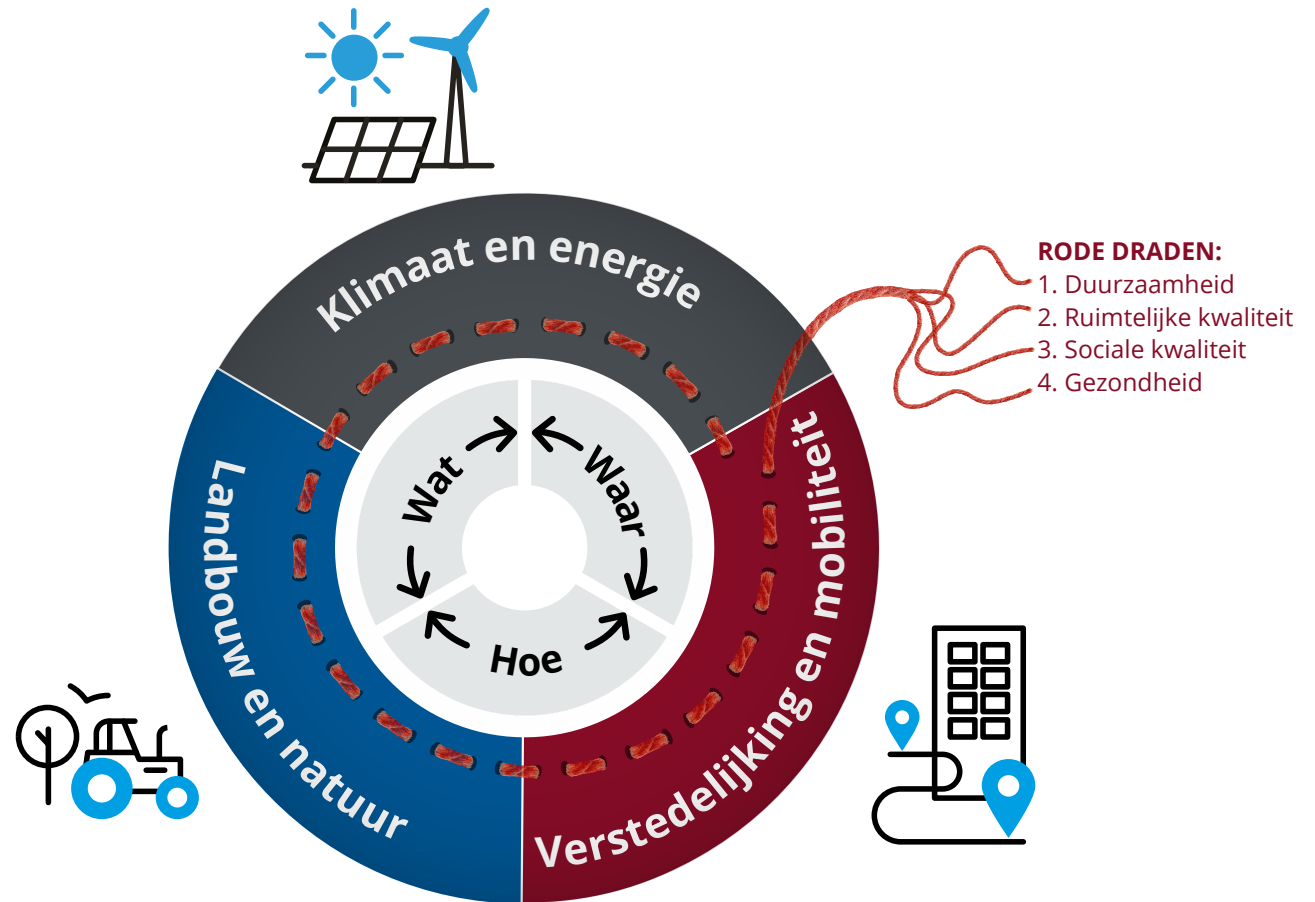 Klimaat en energie
RODE DRADEN:
1. Duurzaamheid
2. Ruimtelijke kwaliteit
3. Sociale kwaliteit
4. Gezondheid
Wat
Waar
Hoe
Landbouw en natuur
Verstedelijking en mobiliteit